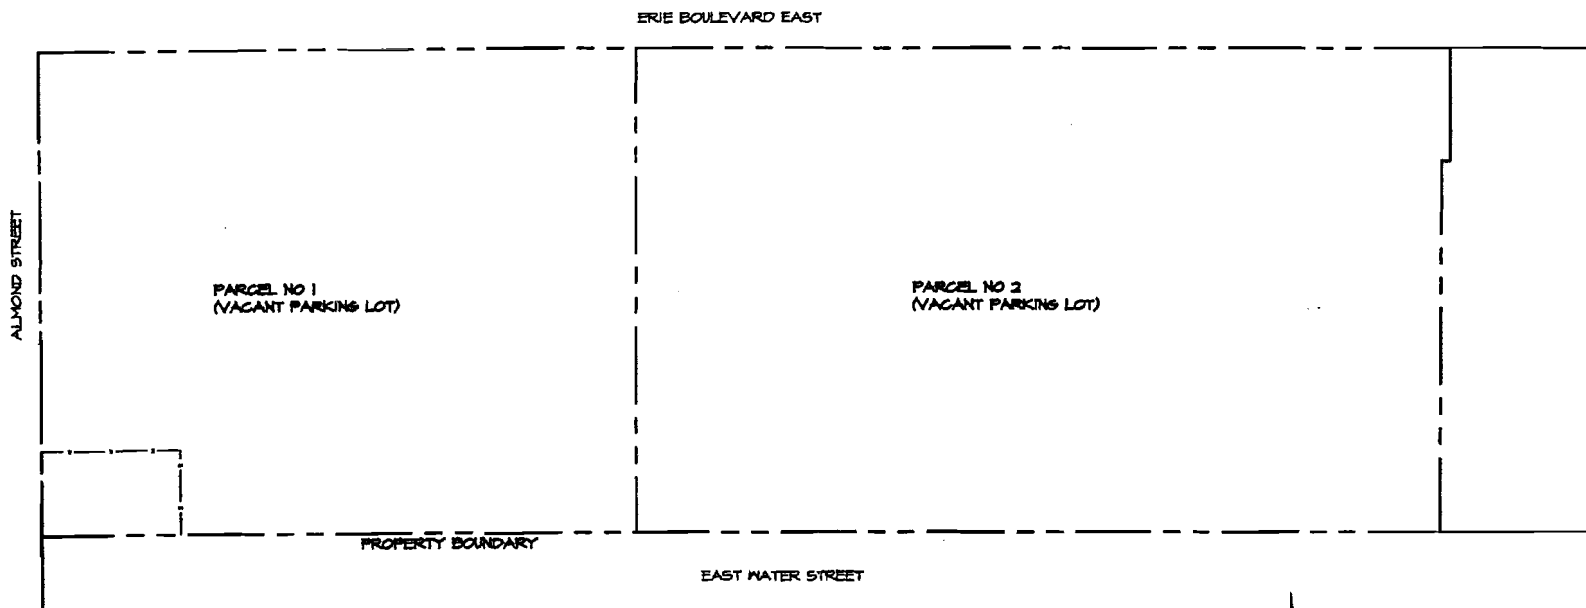 ERIE BOULEVARD EAST
ALMOND STREET
PARCEL NO 1
(VACANT PARKING LOT)
PARCEL NO 2
(VACANT PARKING LOT)
PROPERTY BOUNDARY
EAST WATER STREET